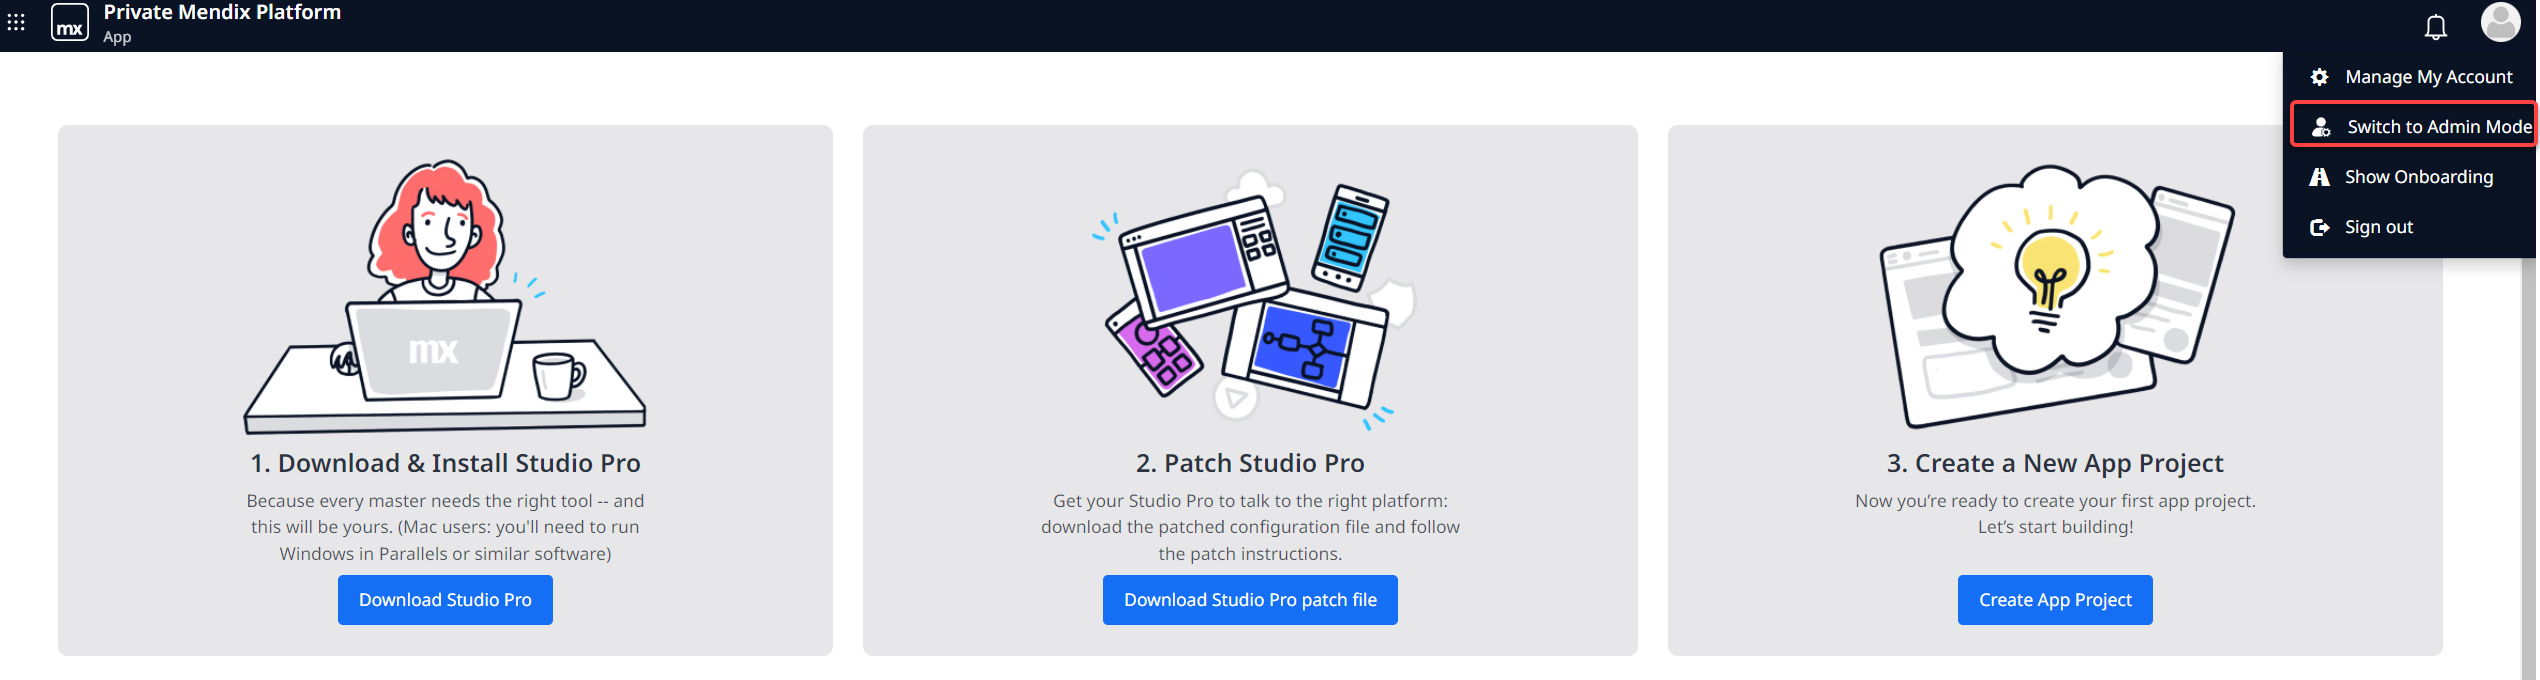 mx
Private Mendix Platform
App
Manage My Account
Switch to Admin Mode
Show Onboarding
Sign out
mx
1. Download & Install Studio Pro
Because every master needs the right tool -- and
this will be yours. (Mac users: you'll need to run
Windows in Parallels or similar software)
Download Studio Pro
2. Patch Studio Pro
Get your Studio Pro to talk to the right platform:
download the patched configuration file and follow
the patch instructions.
Download Studio Pro patch file
3. Create a New App Project
Now you’re ready to create your first app project.
Let’s start building!
Create App Project